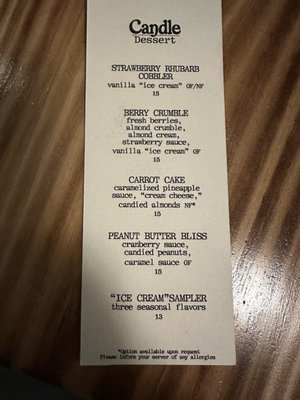 Candle
Dessert
STRAWBERRY RHUBARB
COBBLER
vanilla "ice cream" GF/NF
15
BERRY CRUMBLE
fresh berries,
almond crumble,
almond cream,
strawberry sauce,
vanilla "ice cream" GF
15
CARROT CAKE
caramelized pineapple
sauce, "cream cheese,"
candied almonds NF*
15
PEANUT BUTTER BLISS
cranberry sauce,
candied peanuts,
caramel sauce GF
15
"ICE CREAM"SAMPLER
three seasonal flavors
13
*Option available upon request
Please inform your server of any allergies